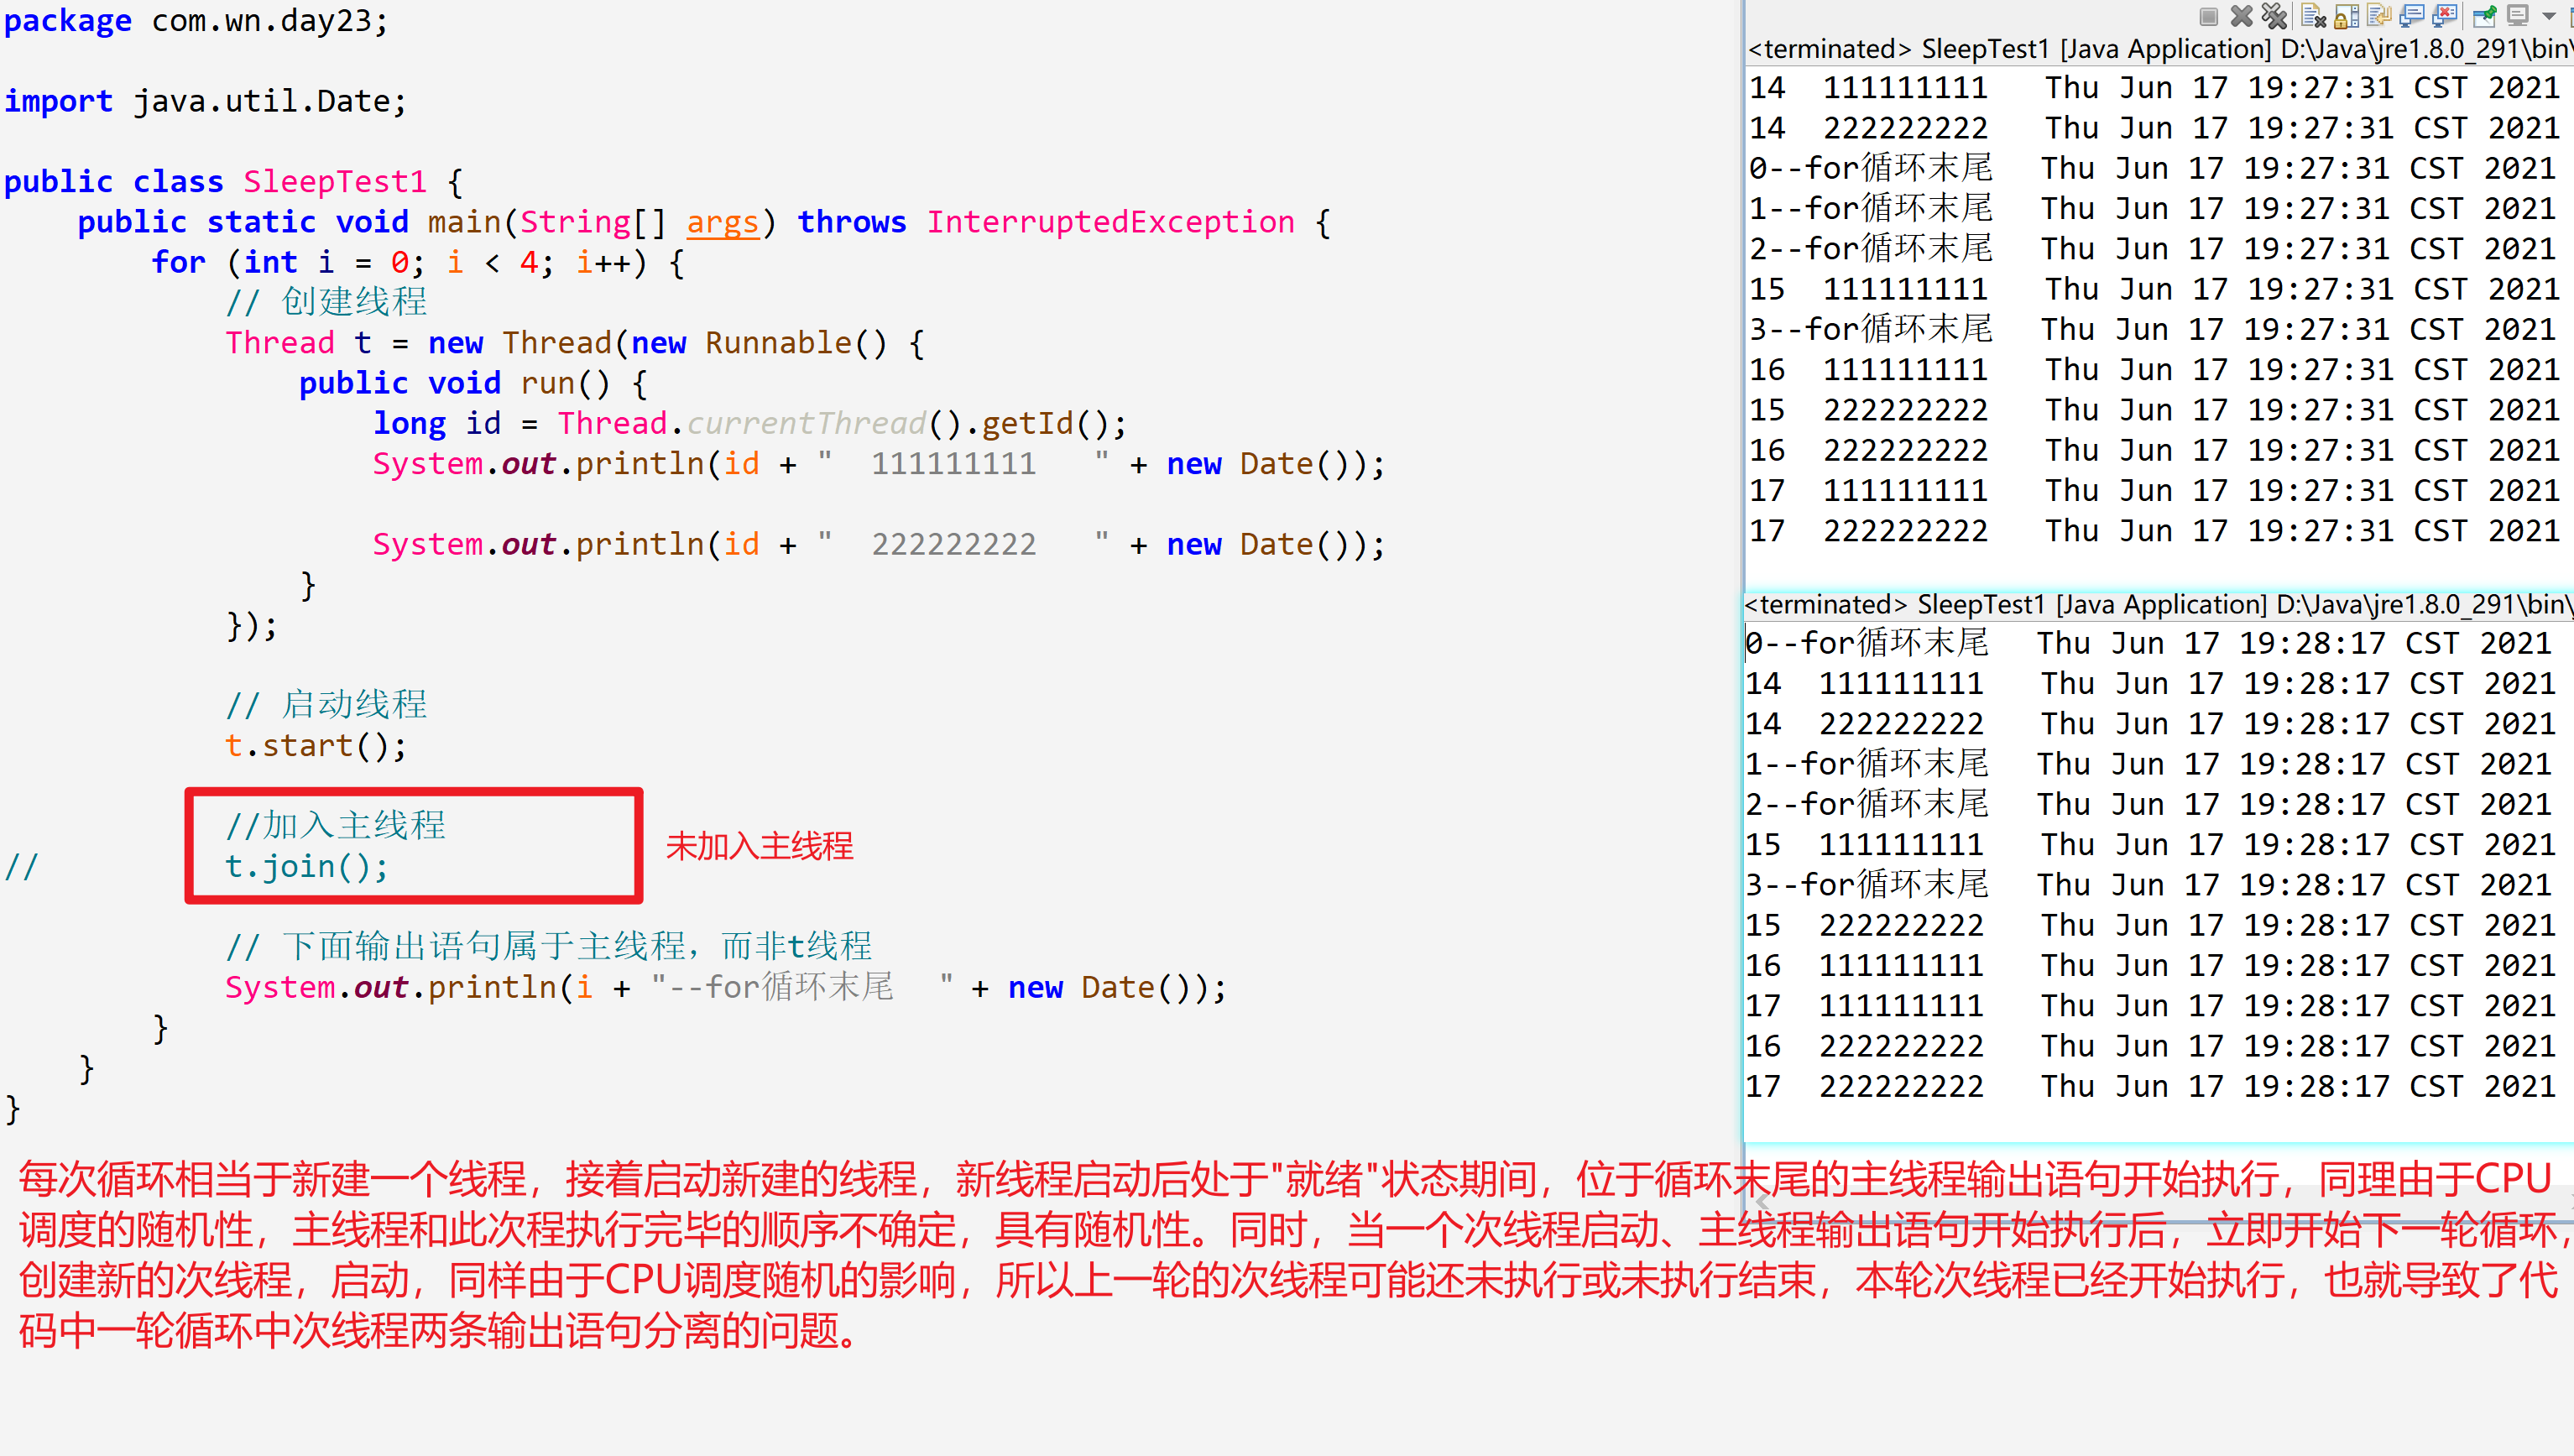 package com.wn.day23;
import java.util.Date;
public class SleepTest1 {
public static void main(String[] args) throws InterruptedException {
for (int i = 0; i < 4; i++) {
// 创建线程
Thread t = new Thread(new Runnable() {
public void run() {
long id = Thread.currentThread().getId();
System.out.println(id + "  111111111   " + new Date());
System.out.println(id + "  222222222   " + new Date());
}
});
// 启动线程
t.start();
//加入主线程
// t.join();
未加入主线程
// 下面输出语句属于主线程，而非t线程
System.out.println(i + "--for循环末尾   " + new Date());
}
}
}
<terminated> SleepTest1 [Java Application] D:\Java\jre1.8.0_291\bin\
14  111111111   Thu Jun 17 19:27:31 CST 2021
14  222222222   Thu Jun 17 19:27:31 CST 2021
0--for循环末尾   Thu Jun 17 19:27:31 CST 2021
1--for循环末尾   Thu Jun 17 19:27:31 CST 2021
2--for循环末尾   Thu Jun 17 19:27:31 CST 2021
15  111111111   Thu Jun 17 19:27:31 CST 2021
3--for循环末尾   Thu Jun 17 19:27:31 CST 2021
16  111111111   Thu Jun 17 19:27:31 CST 2021
15  222222222   Thu Jun 17 19:27:31 CST 2021
16  222222222   Thu Jun 17 19:27:31 CST 2021
17  111111111   Thu Jun 17 19:27:31 CST 2021
17  222222222   Thu Jun 17 19:27:31 CST 2021
<terminated> SleepTest1 [Java Application] D:\Java\jre1.8.0_291\bin\
0--for循环末尾   Thu Jun 17 19:28:17 CST 2021
14  111111111   Thu Jun 17 19:28:17 CST 2021
14  222222222   Thu Jun 17 19:28:17 CST 2021
1--for循环末尾   Thu Jun 17 19:28:17 CST 2021
2--for循环末尾   Thu Jun 17 19:28:17 CST 2021
15  111111111   Thu Jun 17 19:28:17 CST 2021
3--for循环末尾   Thu Jun 17 19:28:17 CST 2021
15  222222222   Thu Jun 17 19:28:17 CST 2021
16  111111111   Thu Jun 17 19:28:17 CST 2021
17  111111111   Thu Jun 17 19:28:17 CST 2021
16  222222222   Thu Jun 17 19:28:17 CST 2021
17  222222222   Thu Jun 17 19:28:17 CST 2021
每次循环相当于新建一个线程，接着启动新建的线程，新线程启动后处于"就绪"状态期间，位于循环末尾的主线程输出语句开始执行，同理由于CPU
调度的随机性，主线程和此次程执行完毕的顺序不确定，具有随机性。同时，当一个次线程启动、主线程输出语句开始执行后，立即开始下一轮循环，
创建新的次线程，启动，同样由于CPU调度随机的影响，所以上一轮的次线程可能还未执行或未执行结束，本轮次线程已经开始执行，也就导致了代
码中一轮循环中次线程两条输出语句分离的问题。